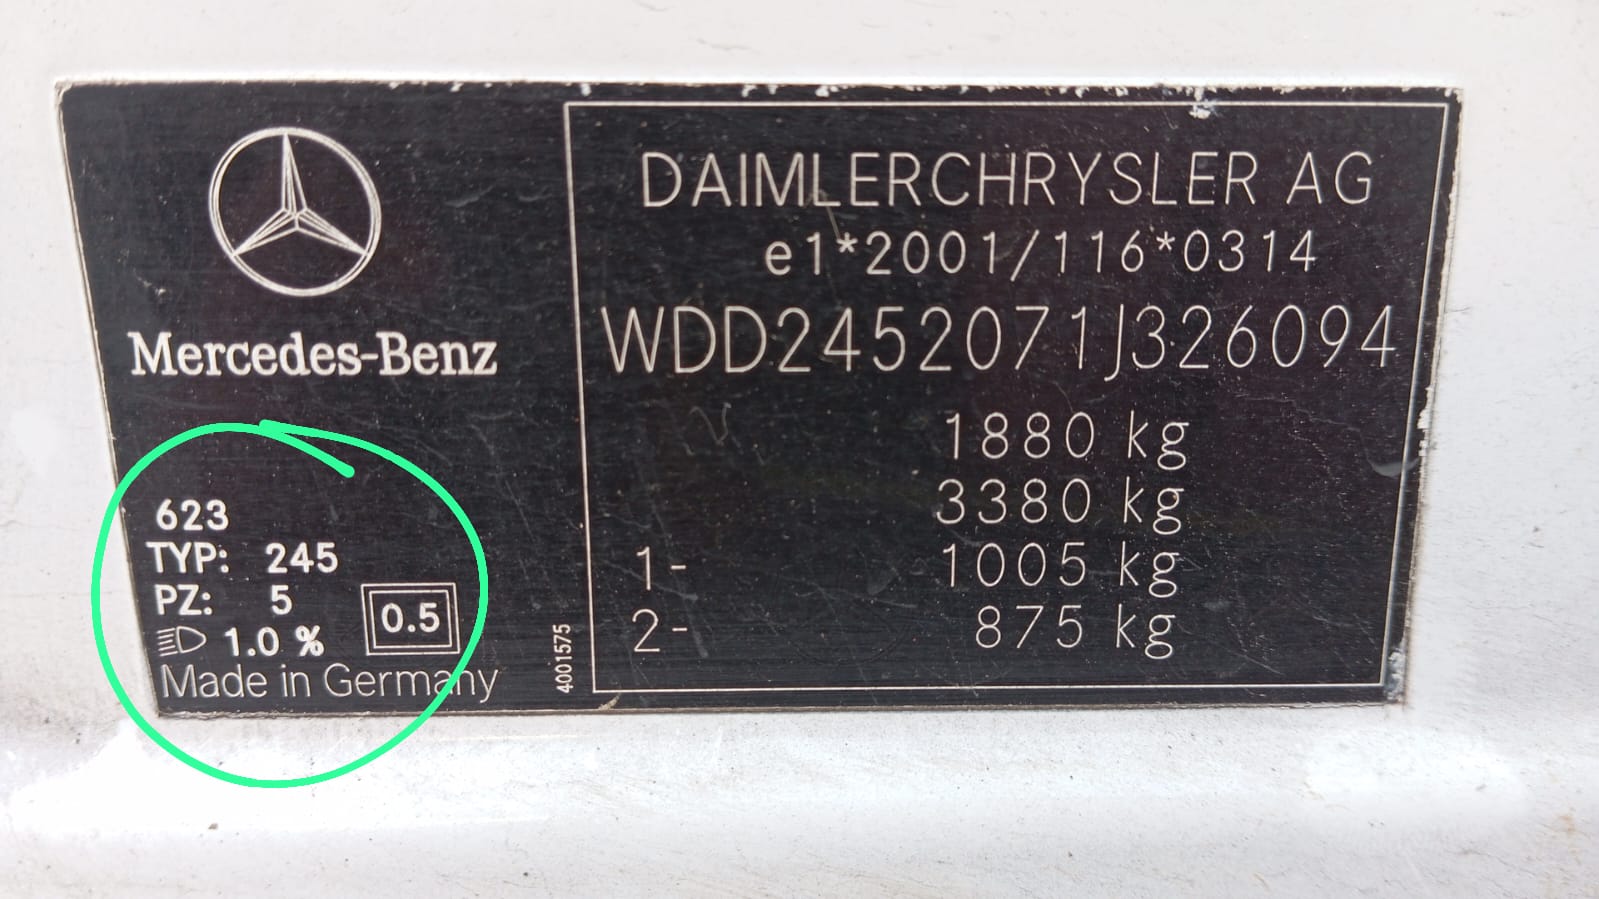 Mercedes-Benz
623
TYP: 245
PZ: 5
1.0 %
0.5
Made in Germany
4001575
DAIMLERCHRYSLER AG
e1*2001/116*0314
WDD2452071J326094
1880 kg
3380 kg
1- 1005 kg
2- 875 kg